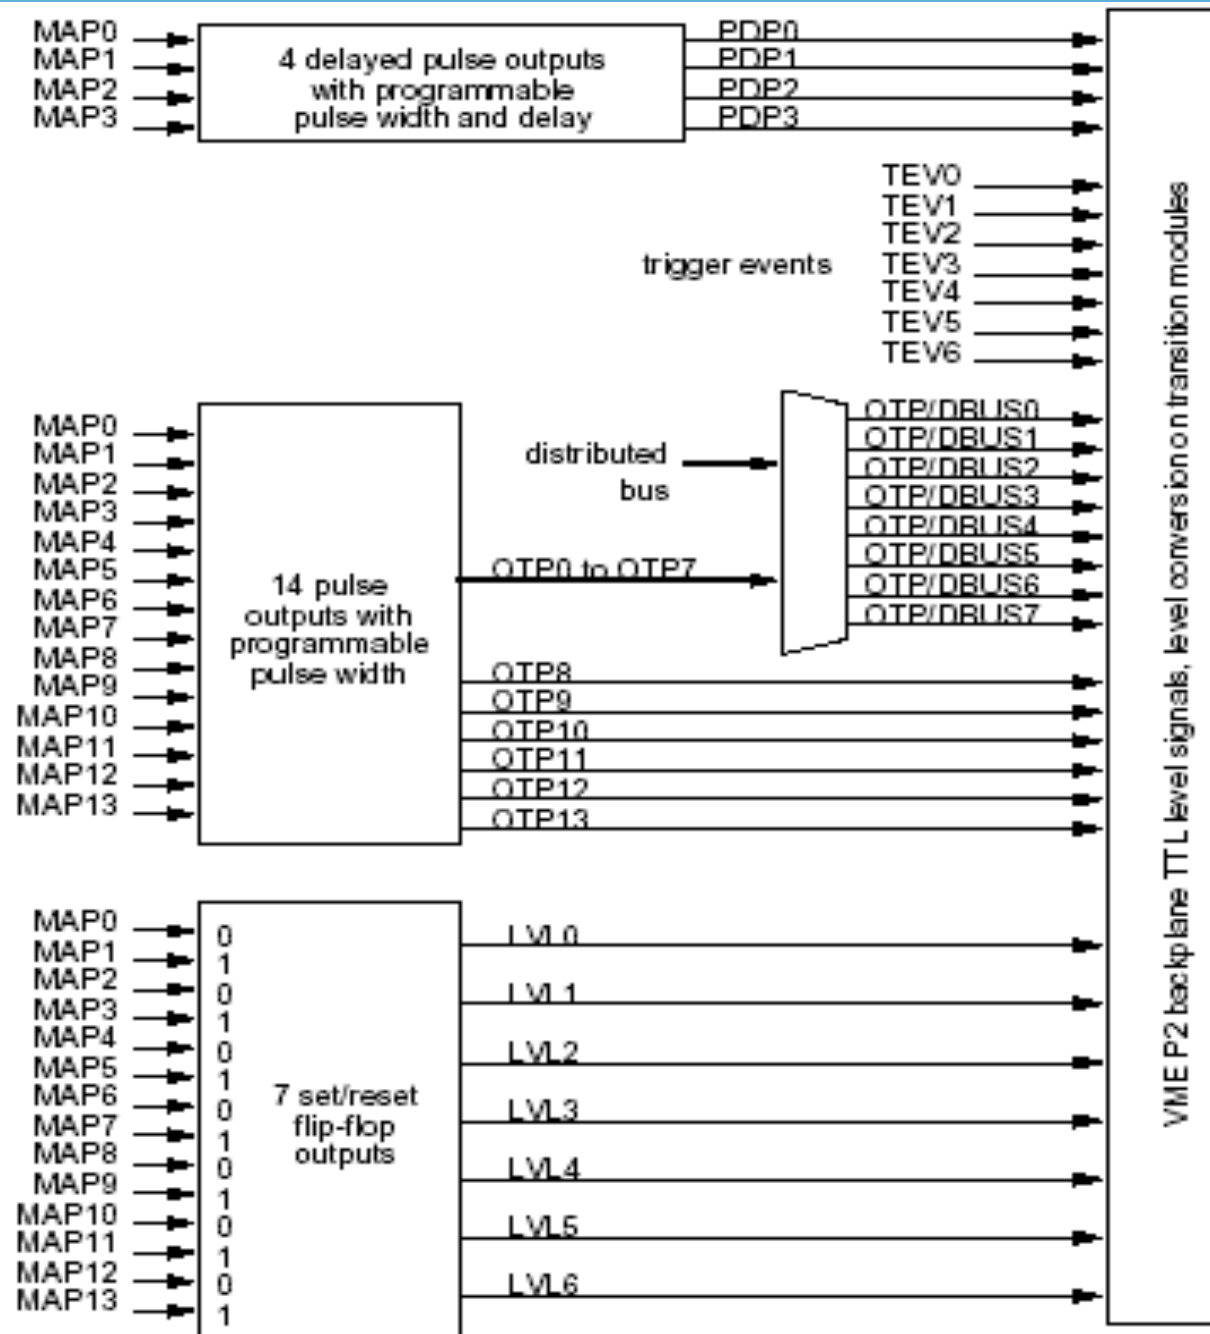 MAP0
MAP1
MAP2
MAP3
4 delayed pulse outputs
with programmable
pulse width and delay
PDP0
PDP1
PDP2
PDP3
trigger events
TEV0
TEV1
TEV2
TEV3
TEV4
TEV5
TEV6
MAP0
MAP1
MAP2
MAP3
MAP4
MAP5
MAP6
MAP7
MAP8
MAP9
MAP10
MAP11
MAP12
MAP13
14 pulse
outputs with
programmable
pulse width
distributed
bus
OTP0 to OTP7
OTP/DBUS0
OTP/DBUS1
OTP/DBUS2
OTP/DBUS3
OTP/DBUS4
OTP/DBUS5
OTP/DBUS6
OTP/DBUS7
OTP8
OTP9
OTP10
OTP11
OTP12
OTP13
MAP0
MAP1
MAP2
MAP3
MAP4
MAP5
MAP6
MAP7
MAP8
MAP9
MAP10
MAP11
MAP12
MAP13
0
1
0
1
0
1
0
1
0
1
0
1
0
1
7 set/reset
flip-flop
outputs
LVL0
LVL1
LVL2
LVL3
LVL4
LVL5
LVL6
VME P2 backplane TTL level signals, level conversion on transition modules